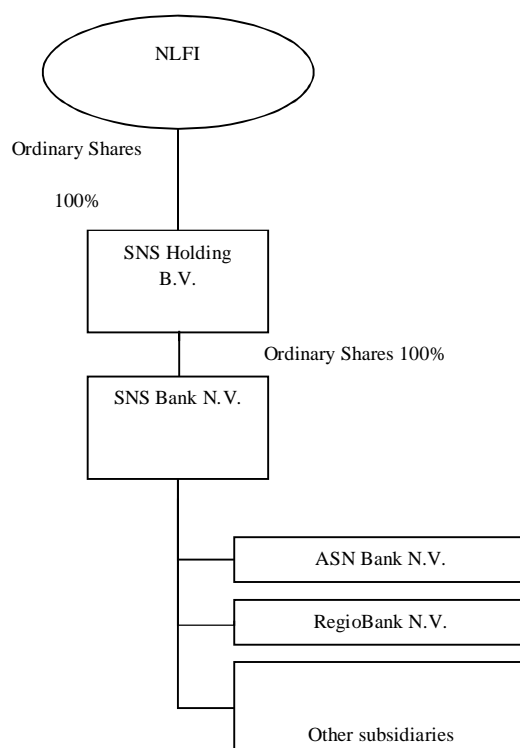 NLFI
Ordinary Shares
100%
SNS Holding
B.V.
Ordinary Shares 100%
SNS Bank N.V.
ASN Bank N.V.
RegioBank N.V.
Other subsidiaries